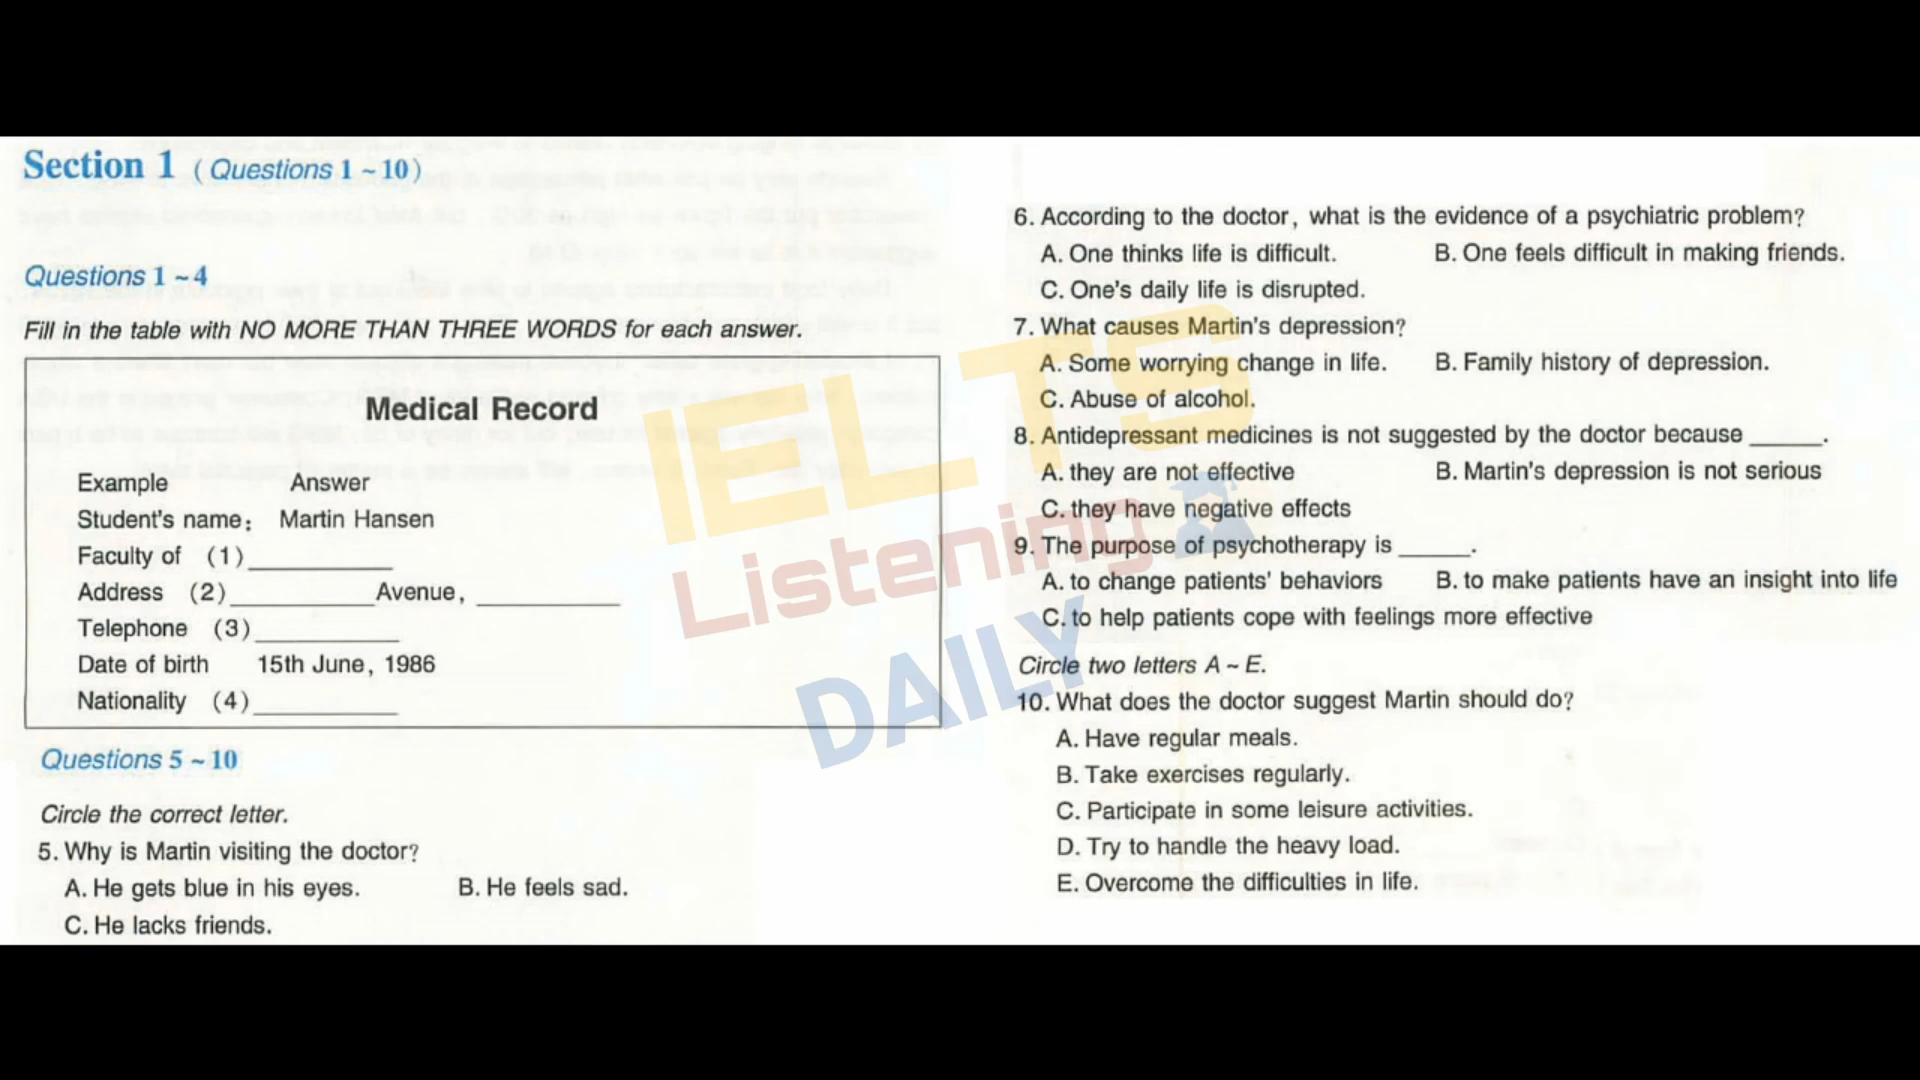 Section 1 ( Questions 1 ~ 10 )
Questions 1 ~ 4
Fill in the table with NO MORE THAN THREE WORDS for each answer.
Medical Record
Example Answer
Student's name: Martin Hansen
Faculty of (1)__________
Address (2)__________Avenue, __________
Telephone (3)__________
Date of birth 15th June, 1986
Nationality (4)__________
Questions 5 ~ 10
Circle the correct letter.
5. Why is Martin visiting the doctor?
A. He gets blue in his eyes. B. He feels sad.
C. He lacks friends.
6. According to the doctor, what is the evidence of a psychiatric problem?
A. One thinks life is difficult. B. One feels difficult in making friends.
C. One's daily life is disrupted.
7. What causes Martin's depression?
A. Some worrying change in life. B. Family history of depression.
C. Abuse of alcohol.
8. Antidepressant medicines is not suggested by the doctor because _____.
A. they are not effective B. Martin's depression is not serious
C. they have negative effects
9. The purpose of psychotherapy is _____.
A. to change patients' behaviors B. to make patients have an insight into life
C. to help patients cope with feelings more effective
Circle two letters A ~ E.
10. What does the doctor suggest Martin should do?
A. Have regular meals.
B. Take exercises regularly.
C. Participate in some leisure activities.
D. Try to handle the heavy load.
E. Overcome the difficulties in life.
IELTS
Listening
DAILY